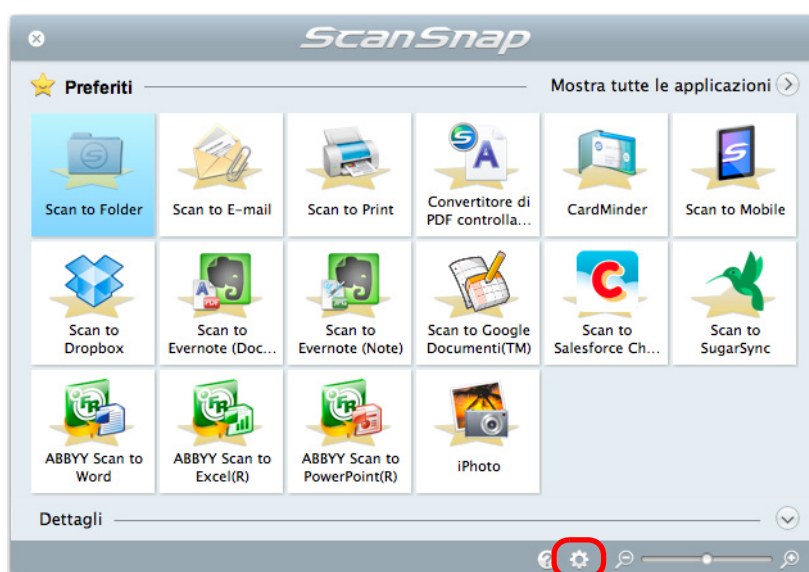 ScanSnap
Preferiti
Mostra tutte le applicazioni
Scan to Folder
Scan to E-mail
Scan to Print
Convertitore di
PDF controlla...
CardMinder
Scan to Mobile
Scan to
Dropbox
Scan to
Evernote (Doc...
Scan to
Evernote (Note)
Scan to Google
Documenti(TM)
Scan to
Salesforce Ch...
Scan to
SugarSync
ABBYY Scan to
Word
ABBYY Scan to
Excel(R)
ABBYY Scan to
PowerPoint(R)
iPhoto
Dettagli